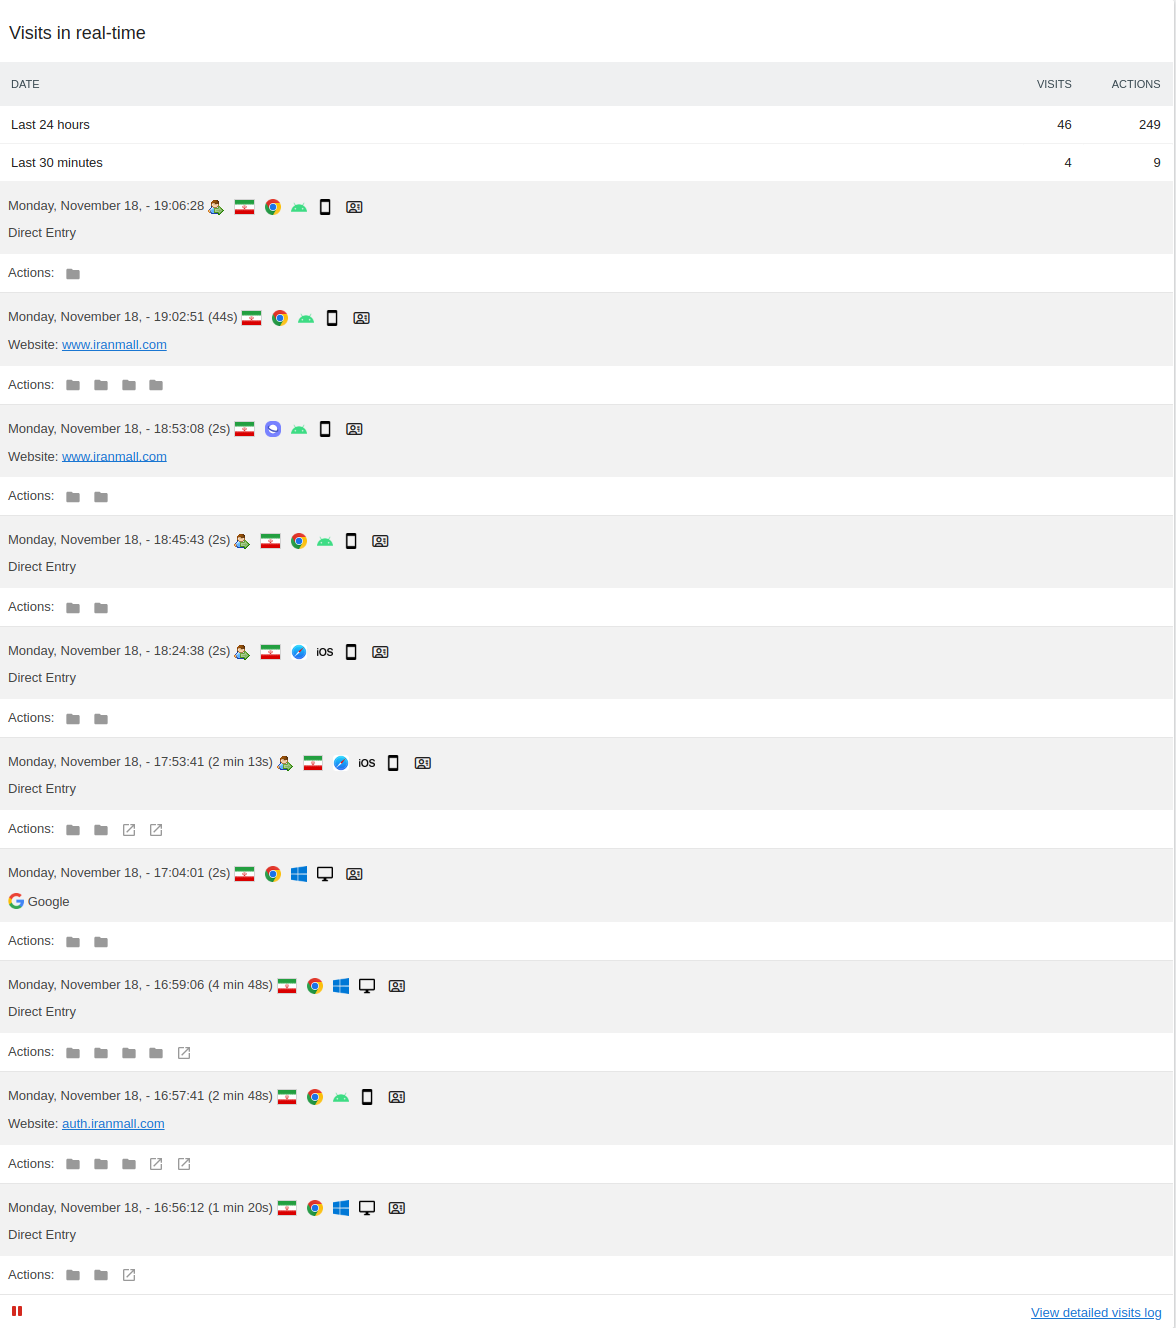 Visits in real-time
DATE VISITS ACTIONS
Last 24 hours 46 249
Last 30 minutes 4 9
Monday, November 18, - 19:06:28
Direct Entry
Actions:
Monday, November 18, - 19:02:51 (44s)
Website: www.iranmall.com
Actions:
Monday, November 18, - 18:53:08 (2s)
Website: www.iranmall.com
Actions:
Monday, November 18, - 18:45:43 (2s)
Direct Entry
Actions:
Monday, November 18, - 18:24:38 (2s) iOS
Direct Entry
Actions:
Monday, November 18, - 17:53:41 (2 min 13s) iOS
Direct Entry
Actions:
Monday, November 18, - 17:04:01 (2s)
Google
Actions:
Monday, November 18, - 16:59:06 (4 min 48s)
Direct Entry
Actions:
Monday, November 18, - 16:57:41 (2 min 48s)
Website: auth.iranmall.com
Actions:
Monday, November 18, - 16:56:12 (1 min 20s)
Direct Entry
Actions:
View detailed visits log